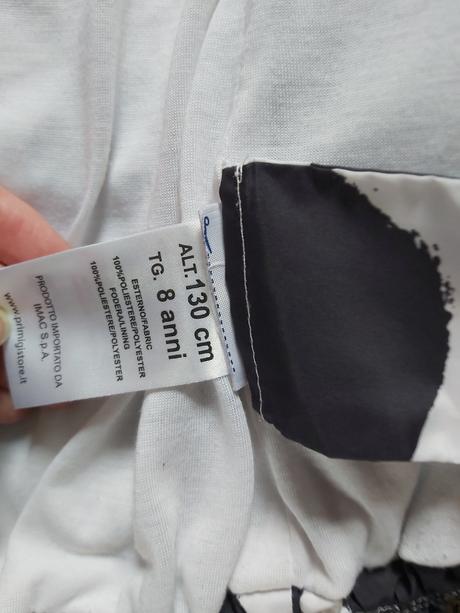 ALT.130 cm
TG. 8 anni
ESTERNO/FABRIC
100%POLIESTERE/POLYESTER
FODERA/LINING
100%POLIESTERE/POLYESTER
PRODOTTO IMPORTATO DA
IMAC S.p.A.
www.primigistore.it